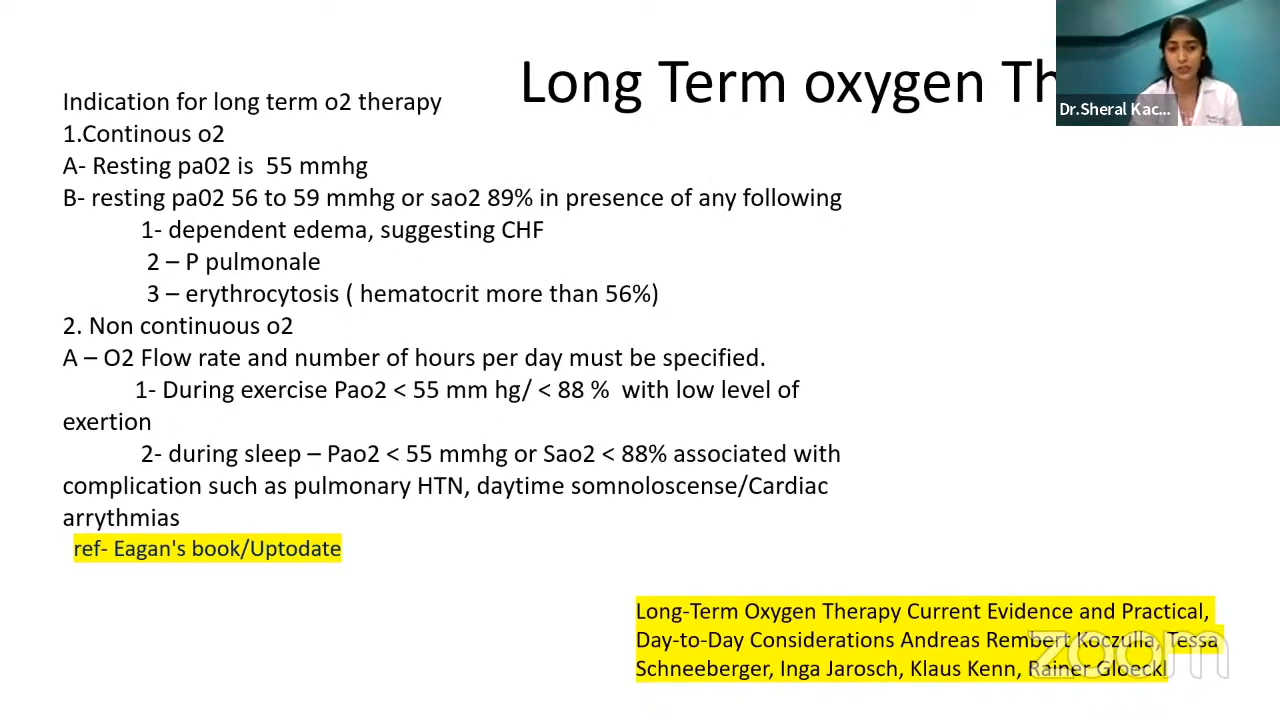 Long Term oxygen Th
Dr.Sheral Kac...
Indication for long term o2 therapy
1.Continous o2
A- Resting pa02 is  55 mmhg
B- resting pa02 56 to 59 mmhg or sao2 89% in presence of any following
1- dependent edema, suggesting CHF
2 – P pulmonale
3 – erythrocytosis ( hematocrit more than 56%)
2. Non continuous o2
A – O2 Flow rate and number of hours per day must be specified.
1- During exercise Pao2 < 55 mm hg/ < 88 %  with low level of
exertion
2- during sleep – Pao2 < 55 mmhg or Sao2 < 88% associated with
complication such as pulmonary HTN, daytime somnoloscense/Cardiac
arrythmias
ref- Eagan's book/Uptodate
Long-Term Oxygen Therapy Current Evidence and Practical,
Day-to-Day Considerations Andreas Rembert Koczulla, Tessa
Schneeberger, Inga Jarosch, Klaus Kenn, Rainer Gloeckl
zoom